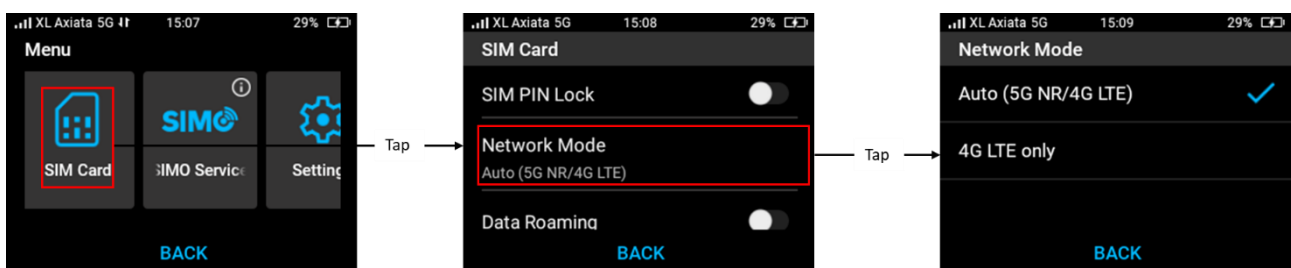 XL Axiata 5G 15:07 29%
Menu
SIMO
SIM Card SIMO Service Setting
BACK
Tap
XL Axiata 5G 15:08 29%
SIM Card
SIM PIN Lock
Network Mode
Auto (5G NR/4G LTE)
Data Roaming
BACK
Tap
XL Axiata 5G 15:09 29%
Network Mode
Auto (5G NR/4G LTE)
4G LTE only
BACK